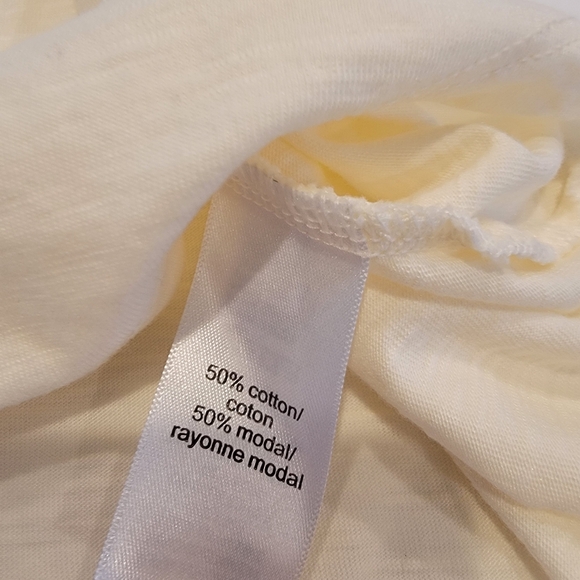 50% cotton/
coton
50% modal/
rayonne modal